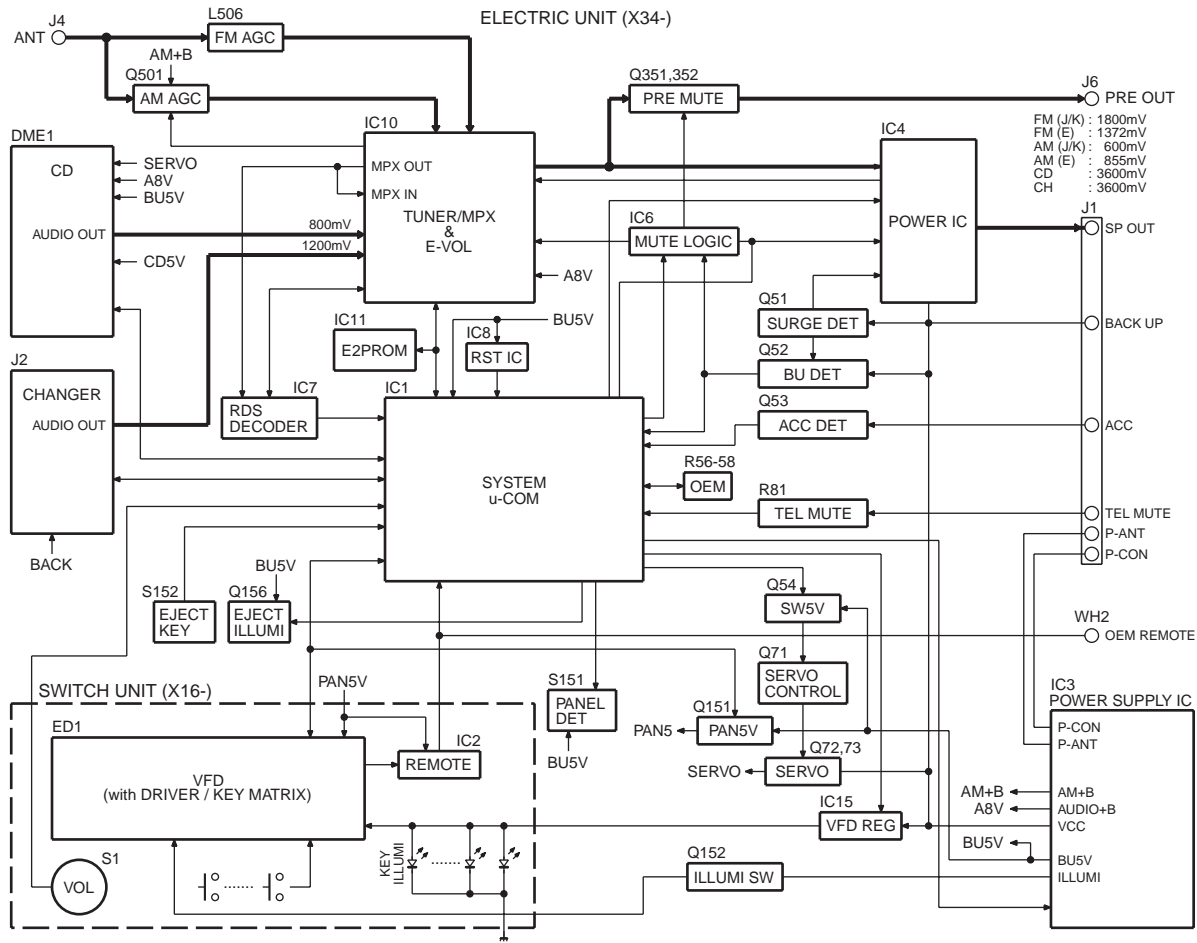 ELECTRIC UNIT (X34-)
J4
ANT
L506
FM AGC
AM+B
Q501
AM AGC
Q351,352
PRE MUTE
J6
PRE OUT
FM (J/K) : 1800mV
FM (E) : 1372mV
AM (J/K) : 600mV
AM (E) : 855mV
CD : 3600mV
CH : 3600mV
DME1
CD
SERVO
A8V
BU5V
AUDIO OUT
800mV
1200mV
CD5V
IC10
MPX OUT
MPX IN
TUNER/MPX
&
E-VOL
A8V
IC4
POWER IC
IC6
MUTE LOGIC
J1
SP OUT
BACK UP
ACC
TEL MUTE
P-ANT
P-CON
Q51
SURGE DET
Q52
BU DET
Q53
ACC DET
IC11
E2PROM
IC8
RST IC
BU5V
J2
CHANGER
AUDIO OUT
BACK
IC7
RDS
DECODER
IC1
SYSTEM
u-COM
R56-58
OEM
R81
TEL MUTE
S152
EJECT
KEY
BU5V
Q156
EJECT
ILLUMI
Q54
SW5V
WH2
OEM REMOTE
Q71
SERVO
CONTROL
S151
PANEL
DET
BU5V
Q151
PAN5V
PAN5
Q72,73
SERVO
SERVO
IC15
VFD REG
Q152
ILLUMI SW
IC3
POWER SUPPLY IC
P-CON
P-ANT
AM+B
AM+B
A8V
AUDIO+B
VCC
BU5V
BU5V
ILLUMI
SWITCH UNIT (X16-)
PAN5V
ED1
VFD
(with DRIVER / KEY MATRIX)
IC2
REMOTE
KEY
ILLUMI
S1
VOL